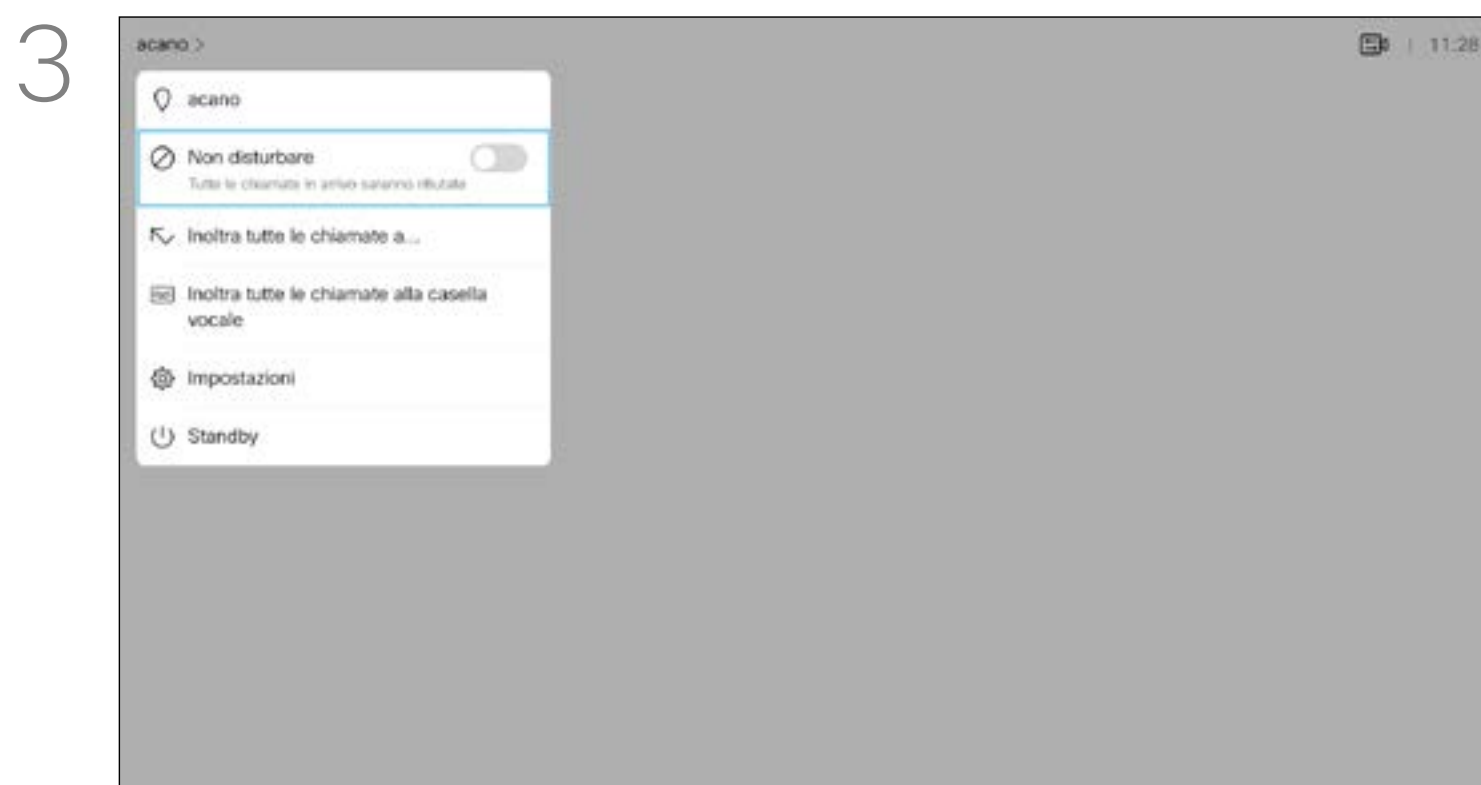 3
acano >
11:28
acano
Non disturbare
Tutte le chiamate in arrivo saranno rifiutate
Inoltra tutte le chiamate a...
Inoltra tutte le chiamate alla casella
vocale
Impostazioni
Standby